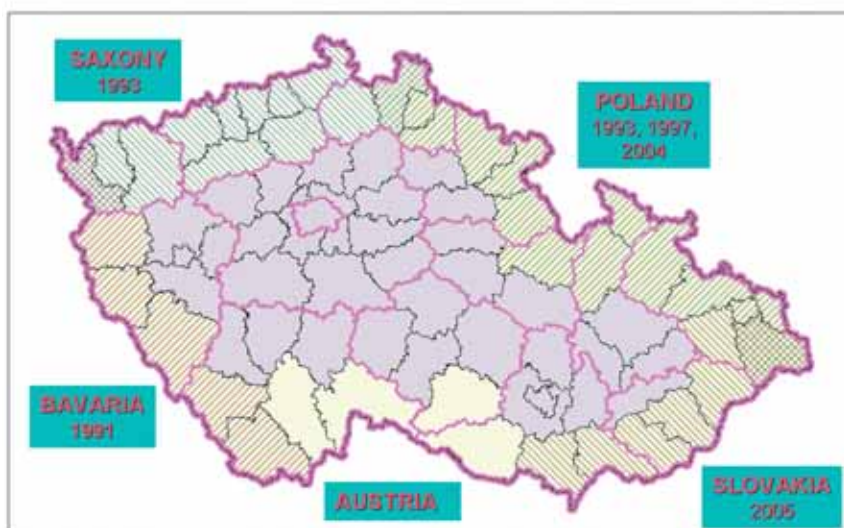 SAXONY
1993
POLAND
1993, 1997,
2004
BAVARIA
1991
AUSTRIA
SLOVAKIA
2005